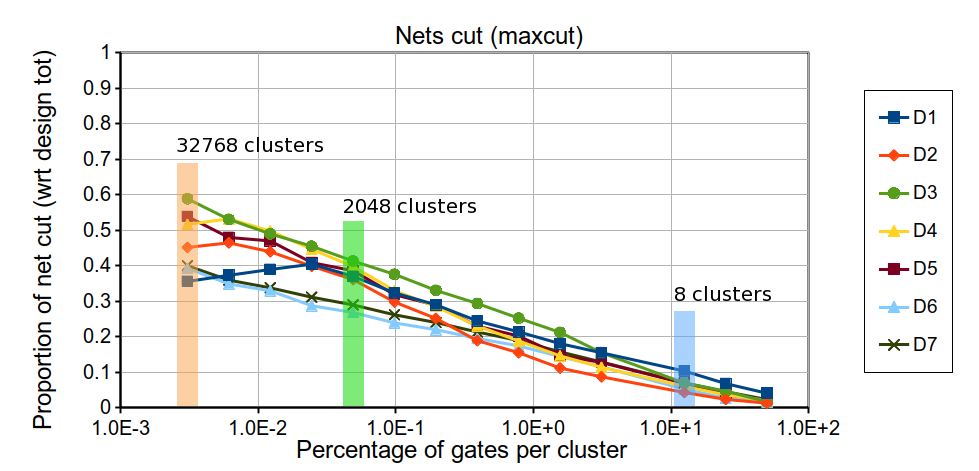 Nets cut (maxcut)
Proportion of net cut (wrt design tot)
1
0.9
0.8
0.7
0.6
0.5
0.4
0.3
0.2
0.1
0
32768 clusters
2048 clusters
8 clusters
1.0E-3 1.0E-2 1.0E-1 1.0E+0 1.0E+1 1.0E+2
Percentage of gates per cluster
D1
D2
D3
D4
D5
D6
D7